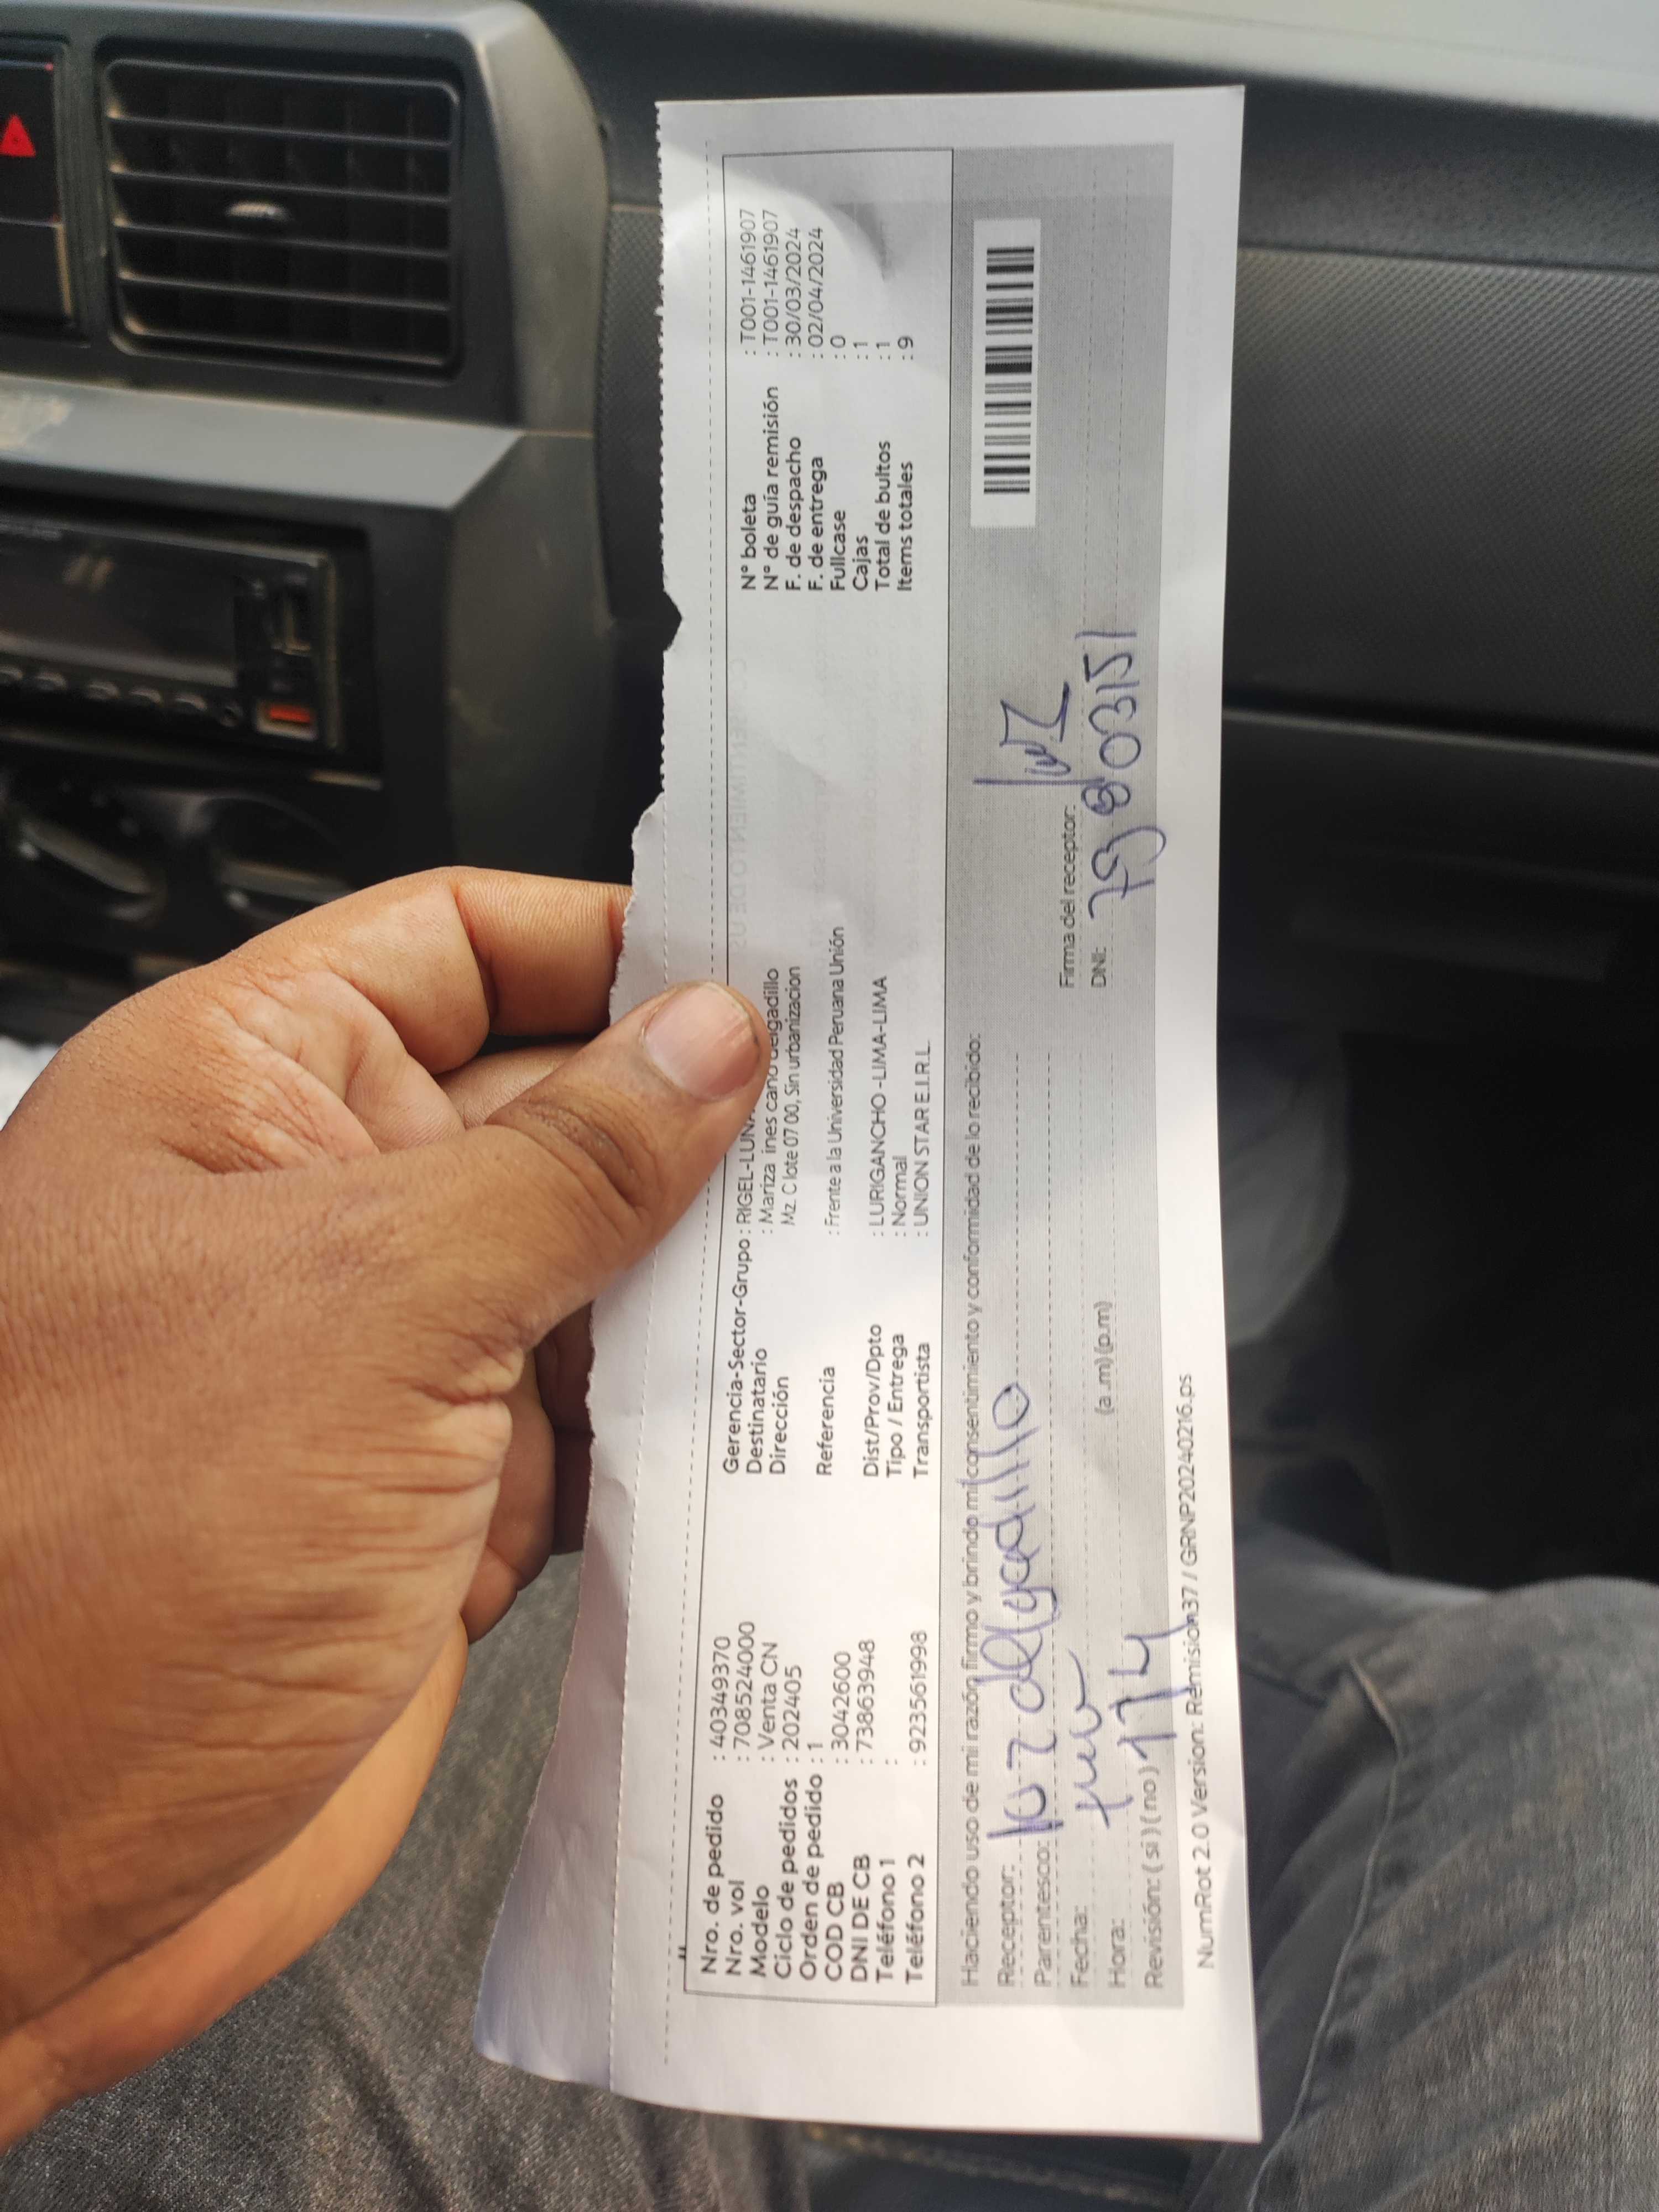 Nro. de pedido : 40349370
Nro. vol : 708524000
Modelo : Venta CN
Ciclo de pedidos : 202405
Orden de pedido : 1
COD CB : 3042600
DNI DE CB : 73863948
Teléfono 1 :
Teléfono 2 : 923561998
Gerencia-Sector-Grupo : RIGEL-LUN
Destinatario : Mariza ines cano delgadillo
Dirección Mz. C lote 07 00, Sin urbanizacion
Referencia : Frente a la Universidad Peruana Unión
Dist/Prov/Dpto : LURIGANCHO -LIMA-LIMA
Tipo / Entrega : Normal
Transportista : UNION STAR E.I.R.L.
N° boleta : T001-1461907
N° de guía remisión : T001-1461907
F. de despacho : 30/03/2024
F. de entrega : 02/04/2024
Fullcase : 0
Cajas : 1
Total de bultos : 1
Items totales : 9
Haciendo uso de mi razón firmo y brindo mi consentimiento y conformidad de lo recibido:
Receptor: luz delgadillo
Parentesco:
Fecha:
Hora: (a.m) (p.m)
Revisión: ( si ) ( no )
Firma del receptor: luz
DNI: 79803151
NumRot 2.0 Version: Remision37 / GRNP20240216.ps